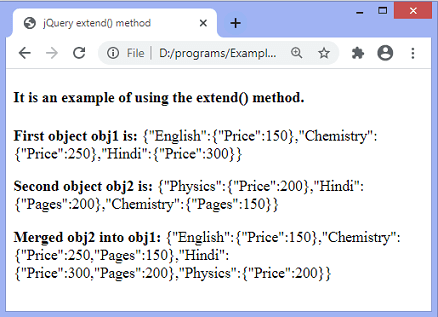 jQuery extend() method
File | D:/programs/Exampl...
It is an example of using the extend() method.
First object obj1 is: {"English":{"Price":150},"Chemistry":
{"Price":250},"Hindi":{"Price":300}}
Second object obj2 is: {"Physics":{"Price":200},"Hindi":
{"Pages":200},"Chemistry":{"Pages":150}}
Merged obj2 into obj1: {"English":{"Price":150},"Chemistry":
{"Price":250,"Pages":150},"Hindi":
{"Price":300,"Pages":200},"Physics":{"Price":200}}